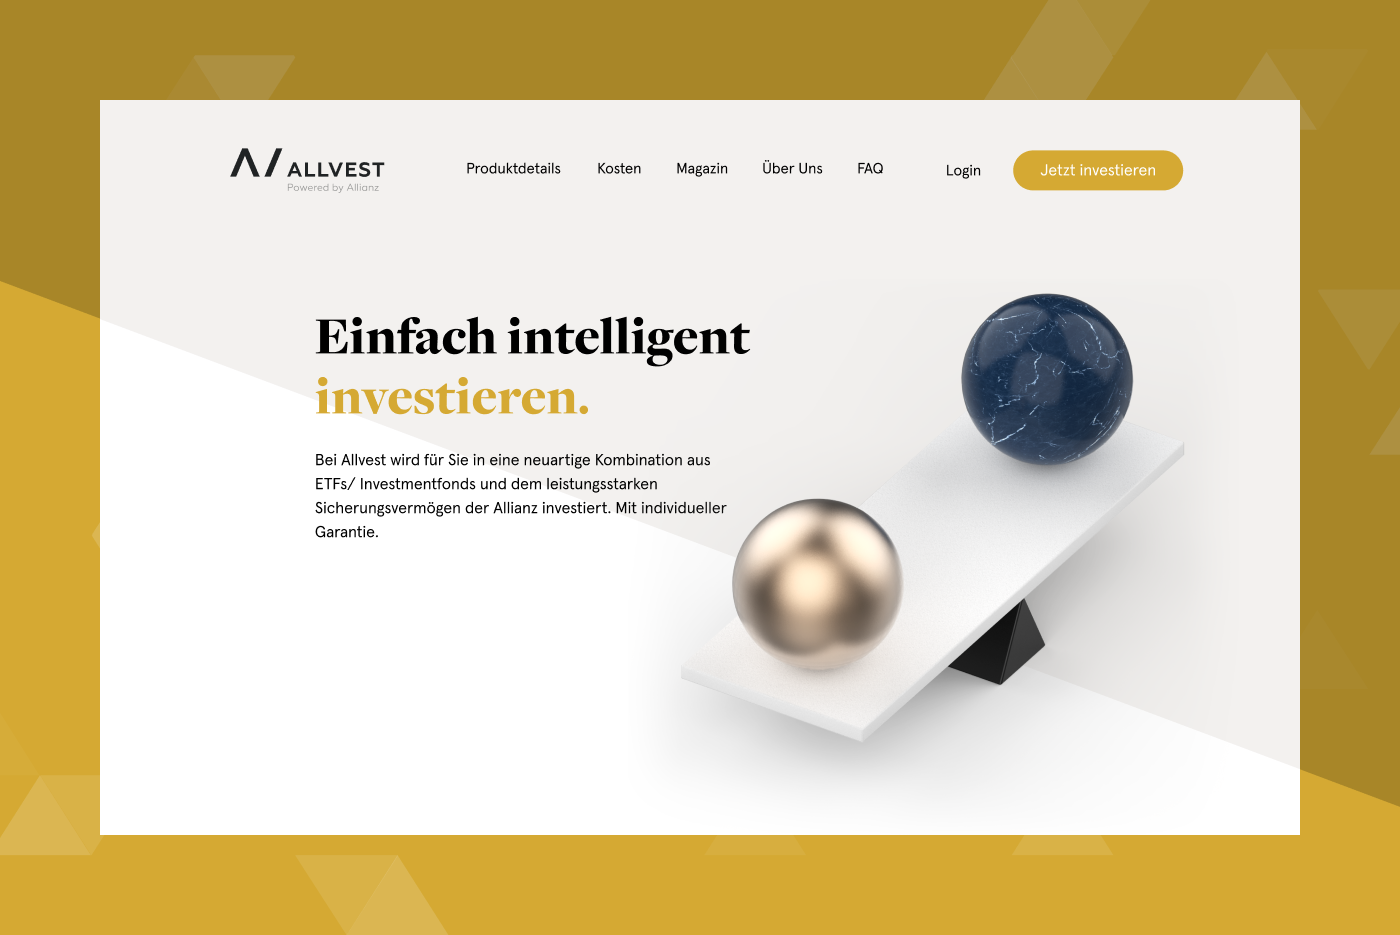 ALLVEST
Powered by Allianz
Produktdetails
Kosten
Magazin
Über Uns
FAQ
Login
Jetzt investieren
Einfach intelligent
investieren.
Bei Allvest wird für Sie in eine neuartige Kombination aus
ETFs/ Investmentfonds und dem leistungsstarken
Sicherungsvermögen der Allianz investiert. Mit individueller
Garantie.